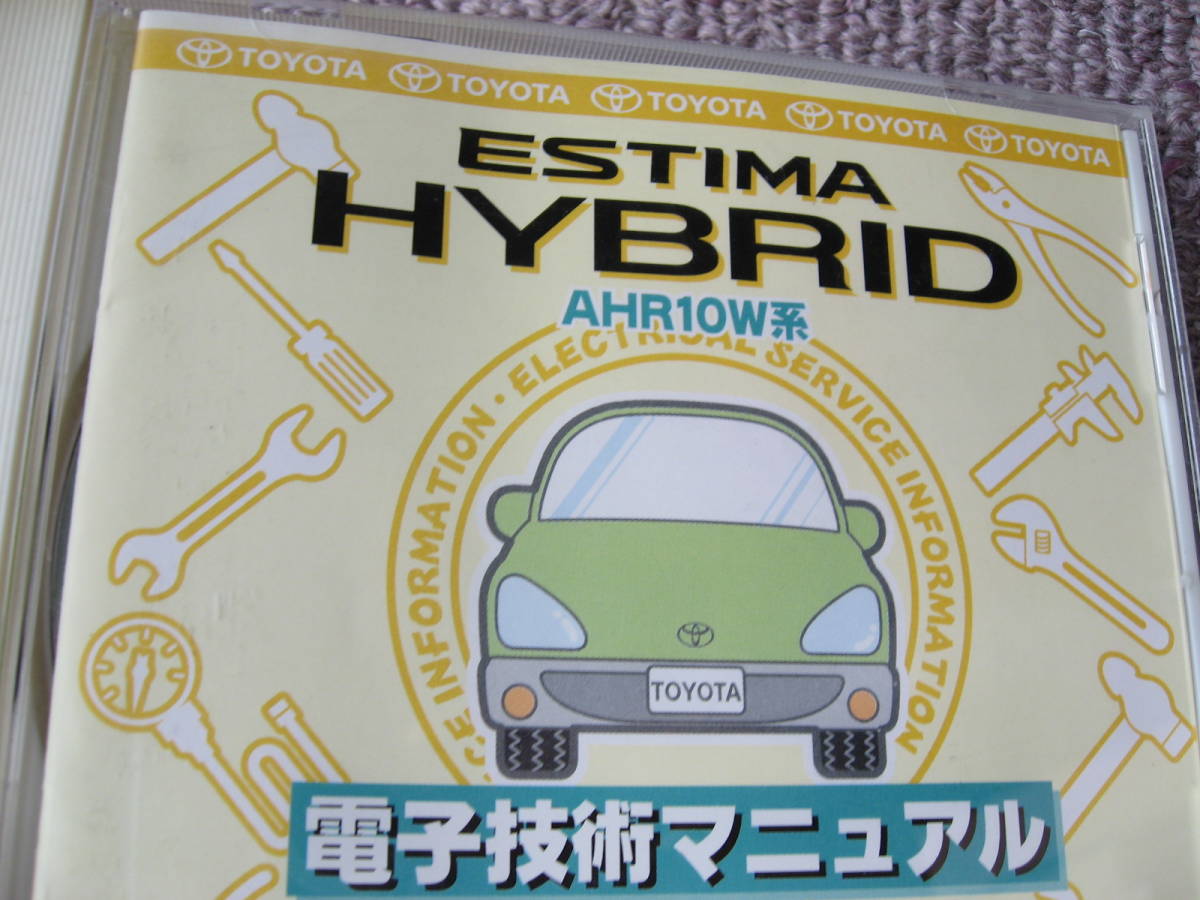 TOYOTA TOYOTA TOYOTA TOYOTA TOYOTA
ESTIMA
HYBRID
AHR10W系
INFORMATION・ELECTRICAL SERVICE INFORMATION
TOYOTA
電子技術マニュアル